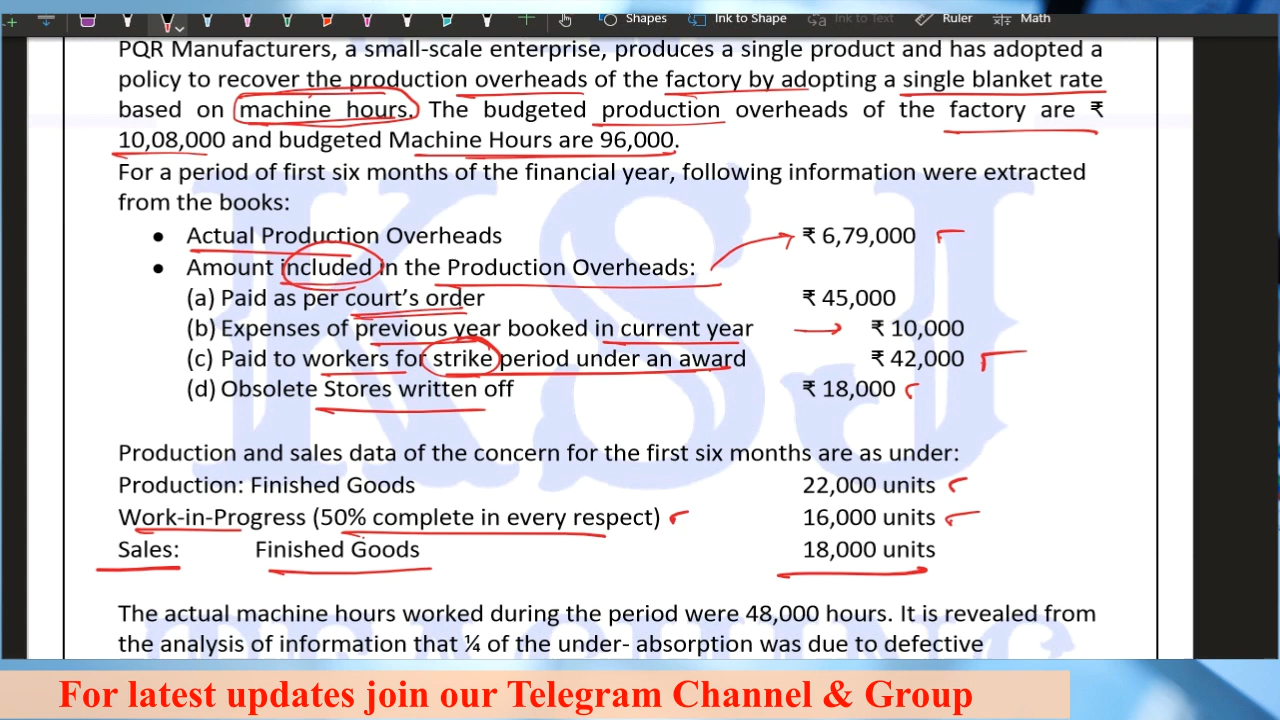 Shapes Ink to Shape Ink to Text Ruler Math
PQR Manufacturers, a small-scale enterprise, produces a single product and has adopted a
policy to recover the production overheads of the factory by adopting a single blanket rate
based on machine hours. The budgeted production overheads of the factory are ₹
10,08,000 and budgeted Machine Hours are 96,000.
For a period of first six months of the financial year, following information were extracted
from the books:
• Actual Production Overheads ₹ 6,79,000
• Amount included in the Production Overheads:
(a) Paid as per court's order ₹ 45,000
(b) Expenses of previous year booked in current year ₹ 10,000
(c) Paid to workers for strike period under an award ₹ 42,000
(d) Obsolete Stores written off ₹ 18,000
Production and sales data of the concern for the first six months are as under:
Production: Finished Goods 22,000 units
Work-in-Progress (50% complete in every respect) 16,000 units
Sales: Finished Goods 18,000 units
The actual machine hours worked during the period were 48,000 hours. It is revealed from
the analysis of information that ¼ of the under- absorption was due to defective
KSJ
For latest updates join our Telegram Channel & Group